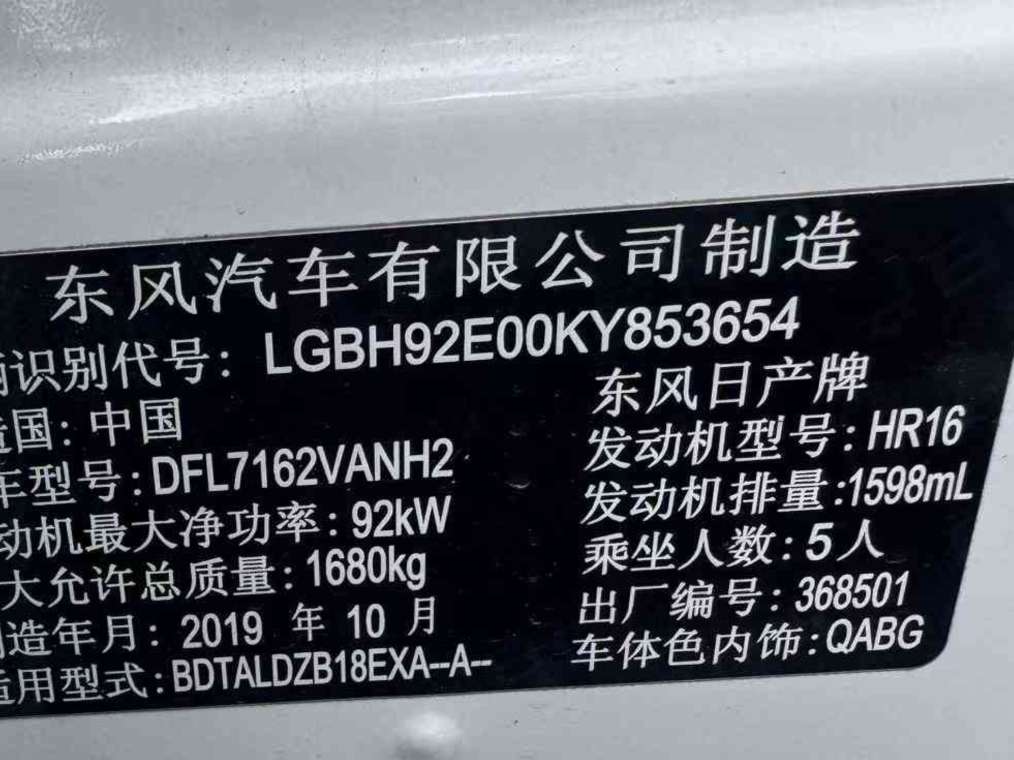 东风汽车有限公司制造
识别代号: LGBH92E00KY853654
国: 中国
东风日产牌
型号: DFL7162VANH2
发动机型号: HR16
动机最大净功率: 92kW
发动机排量: 1598mL
大允许总质量: 1680kg
乘坐人数: 5人
造年月: 2019 年 10 月
出厂编号: 368501
用型式: BDTALDZB18EXA--A--
车体色内饰: QABG